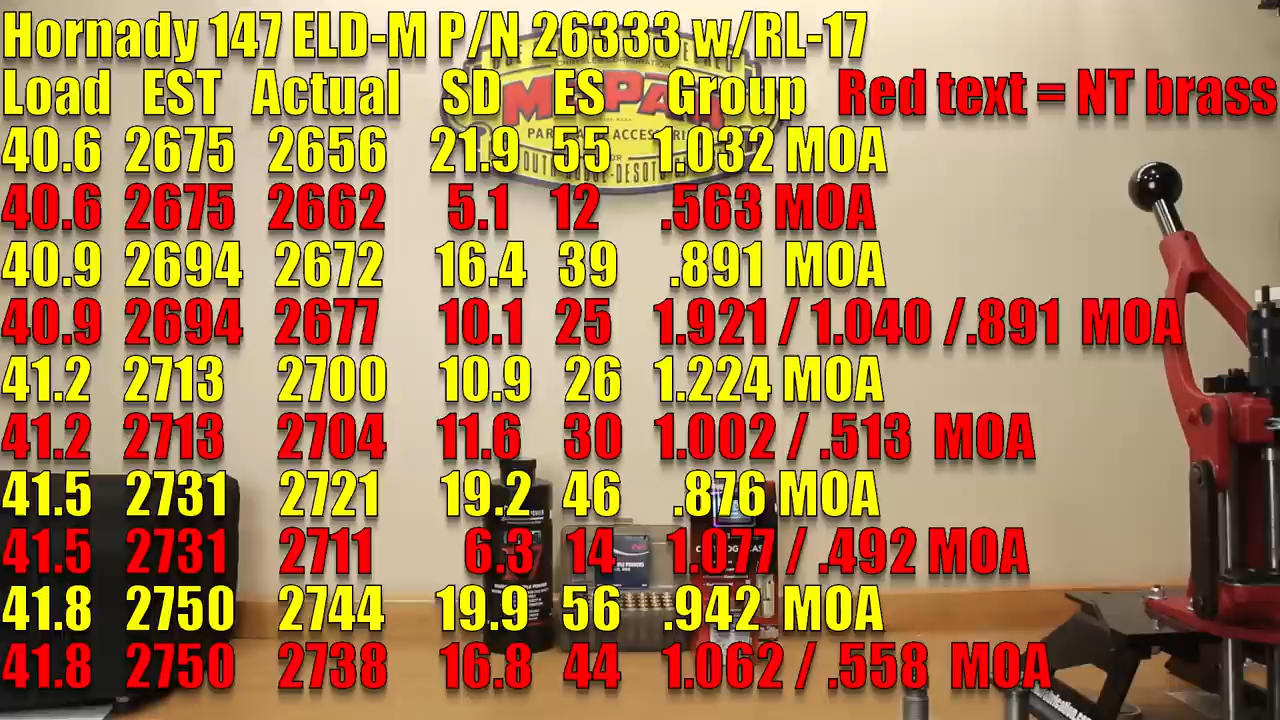 Hornady 147 ELD-M P/N 26333 w/RL-17
Load EST Actual SD ES Group Red text = NT brass
40.6 2675 2656 21.9 55 1.032 MOA
40.6 2675 2662 5.1 12 .563 MOA
40.9 2694 2672 16.4 39 .891 MOA
40.9 2694 2677 10.1 25 1.921 / 1.040 /.891 MOA
41.2 2713 2700 10.9 26 1.224 MOA
41.2 2713 2704 11.6 30 1.002 / .513 MOA
41.5 2731 2721 19.2 46 .876 MOA
41.5 2731 2711 6.3 14 1.077 / .492 MOA
41.8 2750 2744 19.9 56 .942 MOA
41.8 2750 2738 16.8 44 1.062 / .558 MOA